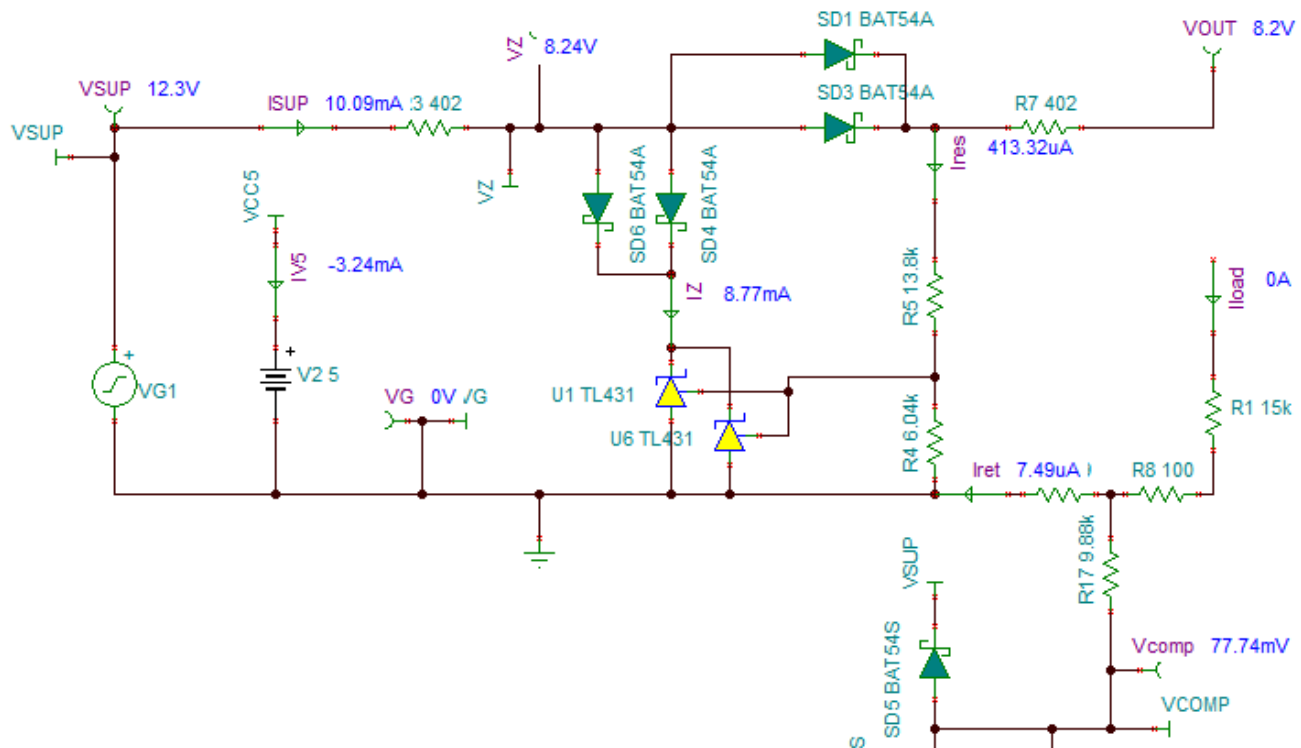 SD1 BAT54A
VOUT 8.2V
VZ 8.24V
VSUP 12.3V
ISUP 10.09mA
:3 402
SD3 BAT54A
R7 402
VSUP
Ires 413.32uA
VZ
SD6 BAT54A
SD4 BAT54A
VCC5
IV5 -3.24mA
IZ 8.77mA
R5 13.8k
Iload 0A
+
VG1
+
V2 5
VG 0V
/G
U1 TL431
U6 TL431
R4 6.04k
R1 15k
Iret 7.49uA
R8 100
R17 9.88k
VSUP
SD5 BAT54S
Vcomp 77.74mV
VCOMP
S